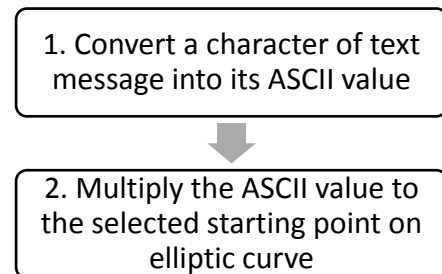 1. Convert a character of text
message into its ASCII value
2. Multiply the ASCII value to
the selected starting point on
elliptic curve